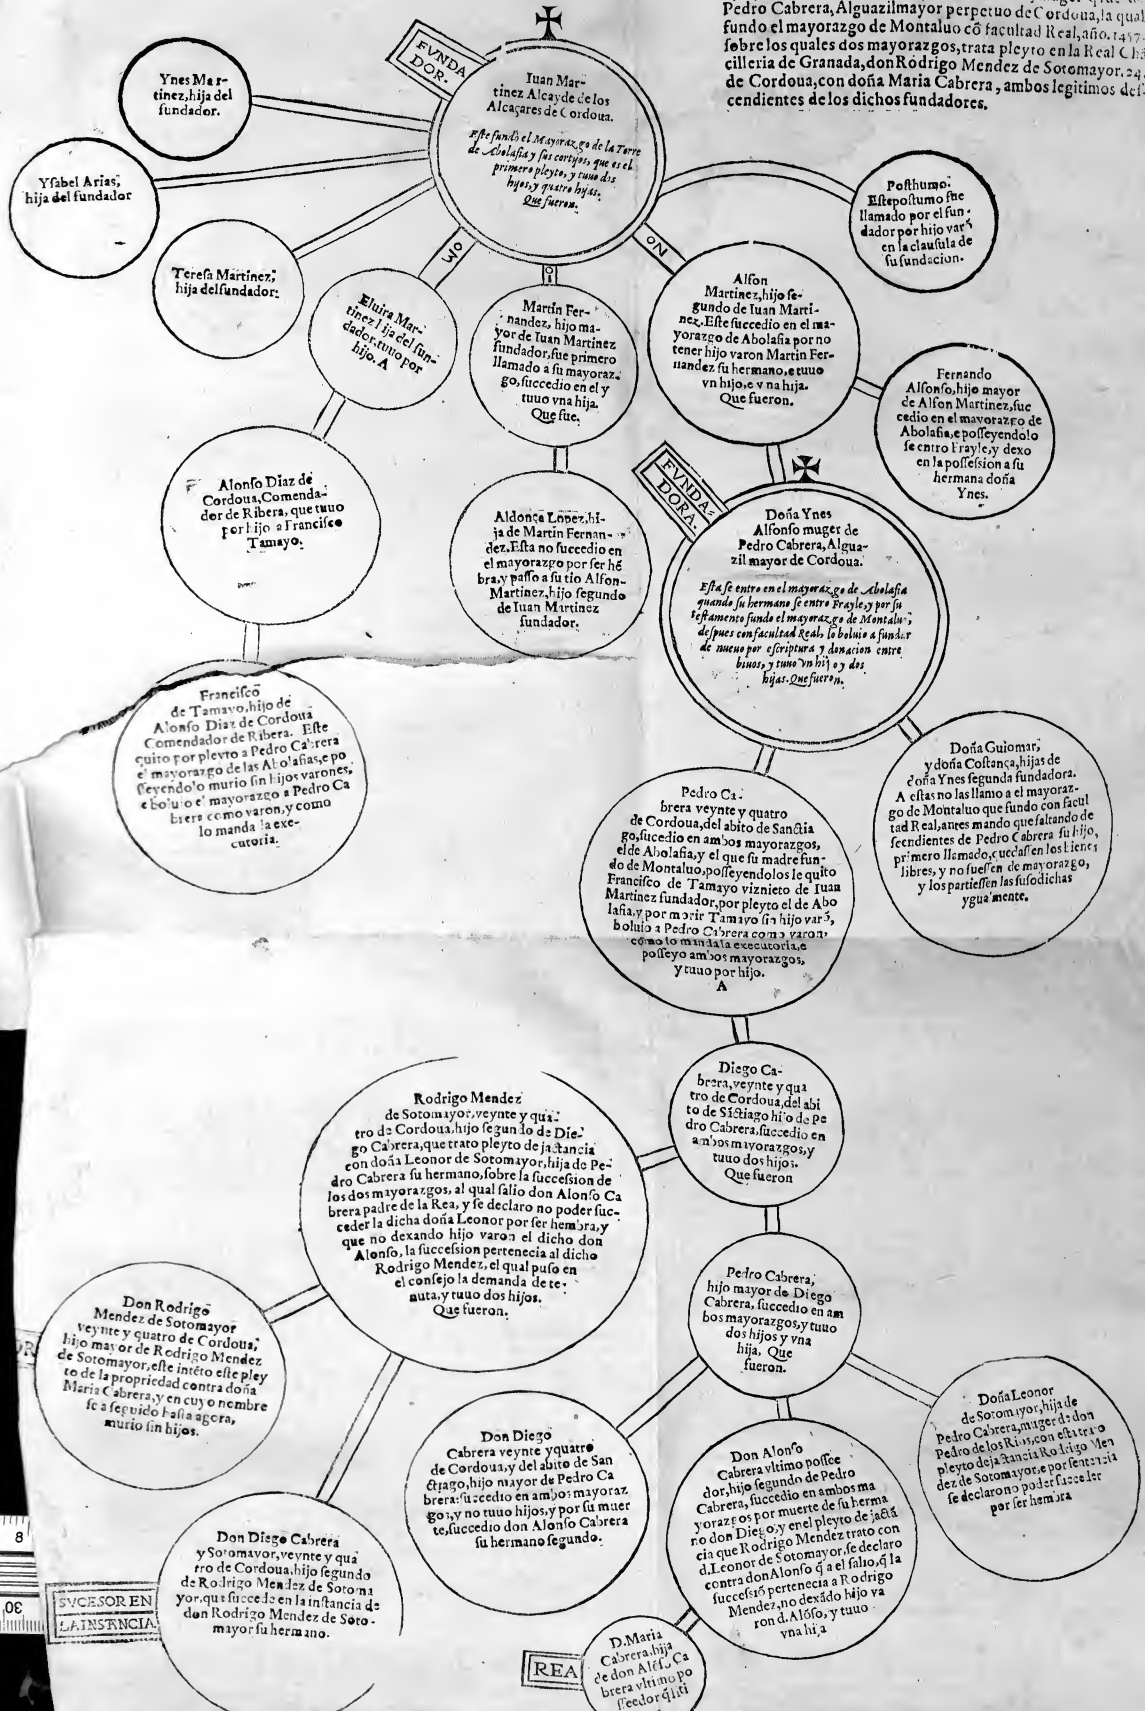 Pedro Cabrera, Alguazilmayor perpetuo de Cordoua, la qual
fundo el mayorazgo de Montaluo cõ facultad Real, año. 1457.
sobre los quales dos mayorazgos, trata pleyto en la Real Chã
cilleria de Granada, don Rodrigo Mendez de Sotomayor. 24.
de Cordoua, con doña Maria Cabrera, ambos legitimos des-
cendientes de los dichos fundadores.
FVNDA
DOR.
Iuan Mar-
tinez Alcayde de los
Alcaçares de Cordoua.
Este fundò el Mayorazgo de la Torre
de Abolafia y sus cortijos, que es el
primero pleyto, y tuuo dos
hijos, y quatro hijas.
Que fueron.
Ynes Mar-
tinez, hija del
fundador.
Ysabel Arias,
hija del fundador
Teresa Martinez,
hija del fundador.
Eluira Mar-
tinez hija del fun-
dador, tuuo por
hijo. A
Martin Fer-
nandez, hijo ma-
yor de Iuan Martinez
fundador, fue primero
llamado a su mayoraz-
go, succedio en el y
tuuo vna hija.
Que fue.
Alfon
Martinez, hijo se-
gundo de Iuan Marti-
nez. Este succedio en el ma-
yorazgo de Abolafia por no
tener hijo varon Martin Fer-
nandez su hermano, e tuuo
vn hijo, e vna hija.
Que fueron.
Posthumo.
Este postumo fue
llamado por el fun-
dador por hijo varõ
en la clausula de
su fundacion.
Fernando
Alfonso, hijo mayor
de Alfon Martinez, suc
cedio en el mayorazgo de
Abolafia, e posseyendolo
se entro Frayle, y dexo
en la possession a su
hermana doña
Ynes.
Alonso Diaz de
Cordoua, Comenda-
dor de Ribera, que tuuo
por hijo a Francisco
Tamayo.
Aldonça Lopez, hi-
ja de Martin Fernan-
dez. Esta no succedio en
el mayorazgo por ser hẽ
bra, y passo a su tio Alfon-
Martinez, hijo segundo
de Iuan Martinez
fundador.
FVNDA-
DORA.
Doña Ynes
Alfonso muger de
Pedro Cabrera, Algua-
zil mayor de Cordoua.
Esta se entro en el mayorazgo de Abolafia
quando su hermano se entro Frayle, y por su
testamento fundo el mayorazgo de Montaluo,
despues con facultad Real, lo boluio a fundar
de nueuo por escriptura y donacion entre
biuos, y tuuo vn hijo y dos
hijas. Que fueron.
Francisco
de Tamayo, hijo de
Alonso Diaz de Cordoua
Comendador de Ribera. Este
quito por pleyto a Pedro Cabrera
el mayorazgo de las Abolafias, e po
sseyendolo murio sin hijos varones,
e boluio el mayorazgo a Pedro Ca
brera como varon, y como
lo manda la exe-
cutoria.
Pedro Ca-
brera veynte y quatro
de Cordoua, del abito de Sanctia
go, sucedio en ambos mayorazgos,
el de Abolafia, y el que su madre fun-
do de Montaluo, posseyendolos le quito
Francisco de Tamayo viznieto de Iuan
Martinez fundador, por pleyto el de Abo
lafia, y por morir Tamayo sin hijo varõ,
boluio a Pedro Cabrera como varon,
como lo manda la executoria, e
posseyo ambos mayorazgos,
y tuuo por hijo.
A
Doña Guiomar,
y doña Costança, hijas de
doña Ynes segunda fundadora.
A estas no las llamo a el mayoraz-
go de Montaluo que fundo con facul
tad Real, antes mando que faltando de
scendientes de Pedro Cabrera su hijo,
primero llamado, quedassen los bienes
libres, y no fuessen de mayorazgo,
y los partiessen las susodichas
ygualmente.
Diego Ca-
brera, veynte y qua
tro de Cordoua, del abi
to de Sãctiago hijo de Pe
dro Cabrera, succedio en
ambos mayorazgos, y
tuuo dos hijos.
Que fueron
Rodrigo Mendez
de Sotomayor, veynte y qua-
tro de Cordoua, hijo segundo de Die-
go Cabrera, que trato pleyto de jactancia
con doña Leonor de Sotomayor, hija de Pe-
dro Cabrera su hermano, sobre la succession de
los dos mayorazgos, al qual salio don Alonso Ca
brera padre de la Rea, y se declaro no poder suc-
ceder la dicha doña Leonor por ser hembra, y
que no dexando hijo varon el dicho don
Alonso, la succession pertenecia al dicho
Rodrigo Mendez, el qual puso en
el consejo la demanda de te-
nuta, y tuuo dos hijos.
Que fueron.
Pedro Cabrera,
hijo mayor de Diego
Cabrera, succedio en am
bos mayorazgos, y tuuo
dos hijos y vna
hija, Que
fueron.
Don Rodrigo
Mendez de Sotomayor
veynte y quatro de Cordoua,
hijo mayor de Rodrigo Mendez
de Sotomayor, este intẽto este pley
to de la propriedad contra doña
Maria Cabrera, y en cuyo nombre
se a seguido hasta agora,
murio sin hijos.
Don Diego
Cabrera veynte y quatro
de Cordoua, y del abito de San
ctiago, hijo mayor de Pedro Ca
brera: succedio en ambos mayoraz
gos, y no tuuo hijos, y por su muer
te, succedio don Alonso Cabrera
su hermano segundo.
Don Alonso
Cabrera vltimo possee
dor, hijo segundo de Pedro
Cabrera, succedio en ambos ma
yorazgos por muerte de su herma
no don Diego, y en el pleyto de jactã
cia que Rodrigo Mendez trato con
d. Leonor de Sotomayor, se declaro
contra don Alonso q̃ a el salio, q̃ la
successiõ pertenecia a Rodrigo
Mendez, no dexãdo hijo va
ron d. Alõso, y tuuo
vna hija
Doña Leonor
de Sotomayor, hija de
Pedro Cabrera, muger de don
Pedro de los Rios, con esta trato
pleyto de jactancia Rodrigo Men
dez de Sotomayor, e por sentencia
se declaro no poder succeder
por ser hembra
Don Diego Cabrera
y Sotomayor, veynte y qua
tro de Cordoua, hijo segundo
de Rodrigo Mendez de Sotoma
yor, que succede en la instancia de
don Rodrigo Mendez de Soto-
mayor su hermano.
SVCESOR EN
LA INSTNCIA
REA
D. Maria
Cabrera, hija
de don Alõso Ca
brera vltimo po
sseedor q̃ liti
8
30